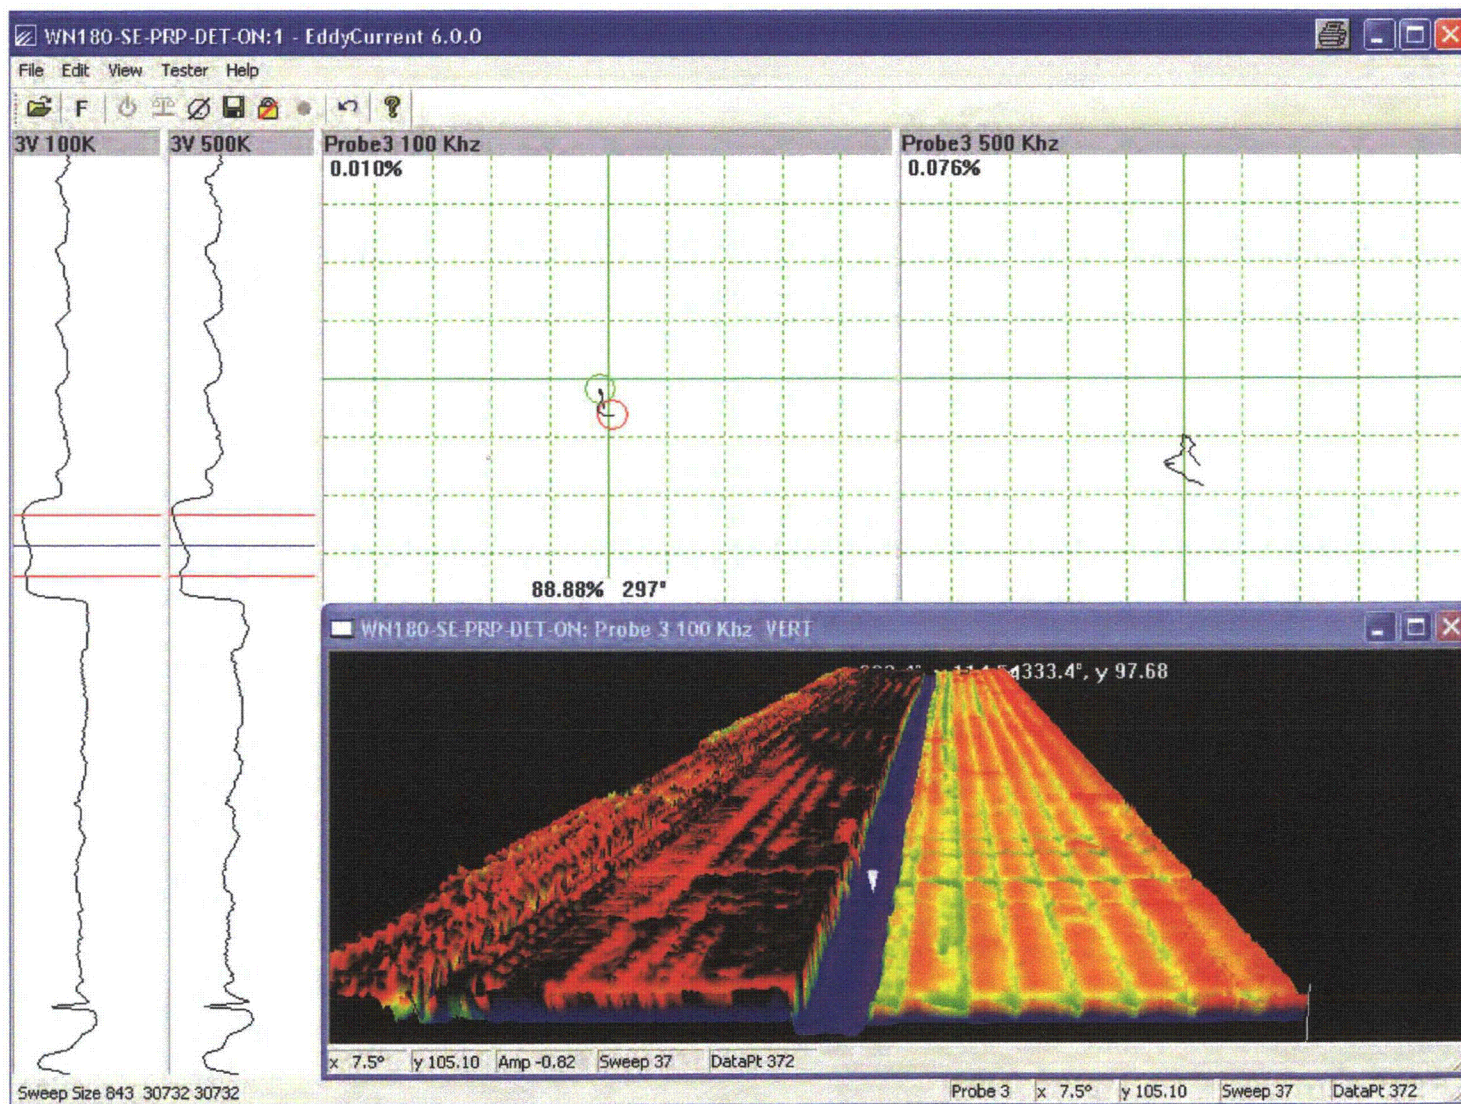 WN180-SE-PRP-DET-ON:1 - EddyCurrent 6.0.0
File Edit View Tester Help
F
3V 100K
3V 500K
Probe3 100 Khz
0.010%
Probe3 500 Khz
0.076%
88.88% 297°
WN180-SE-PRP-DET-ON: Probe 3 100 Khz VERT
333.4°, y 97.68
x 7.5° y 105.10 Amp -0.82 Sweep 37 DataPt 372
Sweep Size 843 30732 30732
Probe 3 x 7.5° y 105.10 Sweep 37 DataPt 372